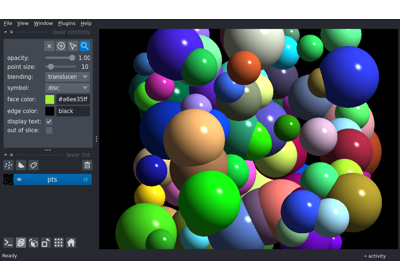 File View Window Plugins Help
layer controls
opacity: 1.00
point size: 10
blending: translucen
symbol: disc
face color: #a6ee35ff
edge color: black
display text:
out of slice:
layer list
pts
Ready
activity